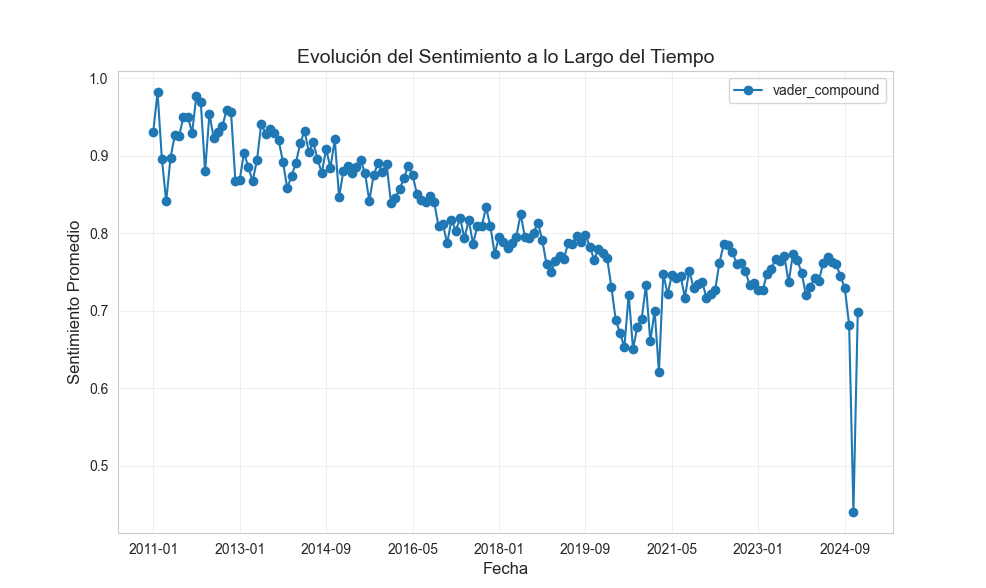 Evolución del Sentimiento a lo Largo del Tiempo
vader_compound
1.0
0.9
0.8
0.7
0.6
0.5
Sentimiento Promedio
2011-01 2013-01 2014-09 2016-05 2018-01 2019-09 2021-05 2023-01 2024-09
Fecha